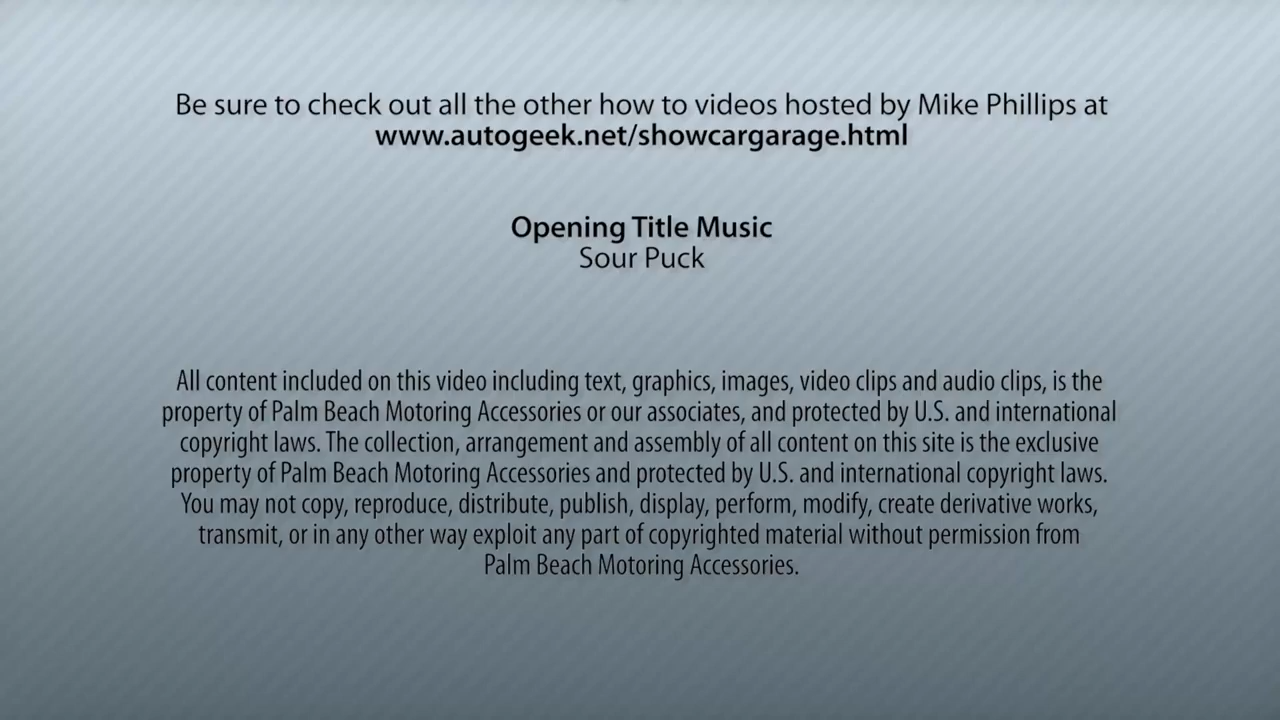 Be sure to check out all the other how to videos hosted by Mike Phillips at
www.autogeek.net/showcargarage.html
Opening Title Music
Sour Puck
All content included on this video including text, graphics, images, video clips and audio clips, is the
property of Palm Beach Motoring Accessories or our associates, and protected by U.S. and international
copyright laws. The collection, arrangement and assembly of all content on this site is the exclusive
property of Palm Beach Motoring Accessories and protected by U.S. and international copyright laws.
You may not copy, reproduce, distribute, publish, display, perform, modify, create derivative works,
transmit, or in any other way exploit any part of copyrighted material without permission from
Palm Beach Motoring Accessories.